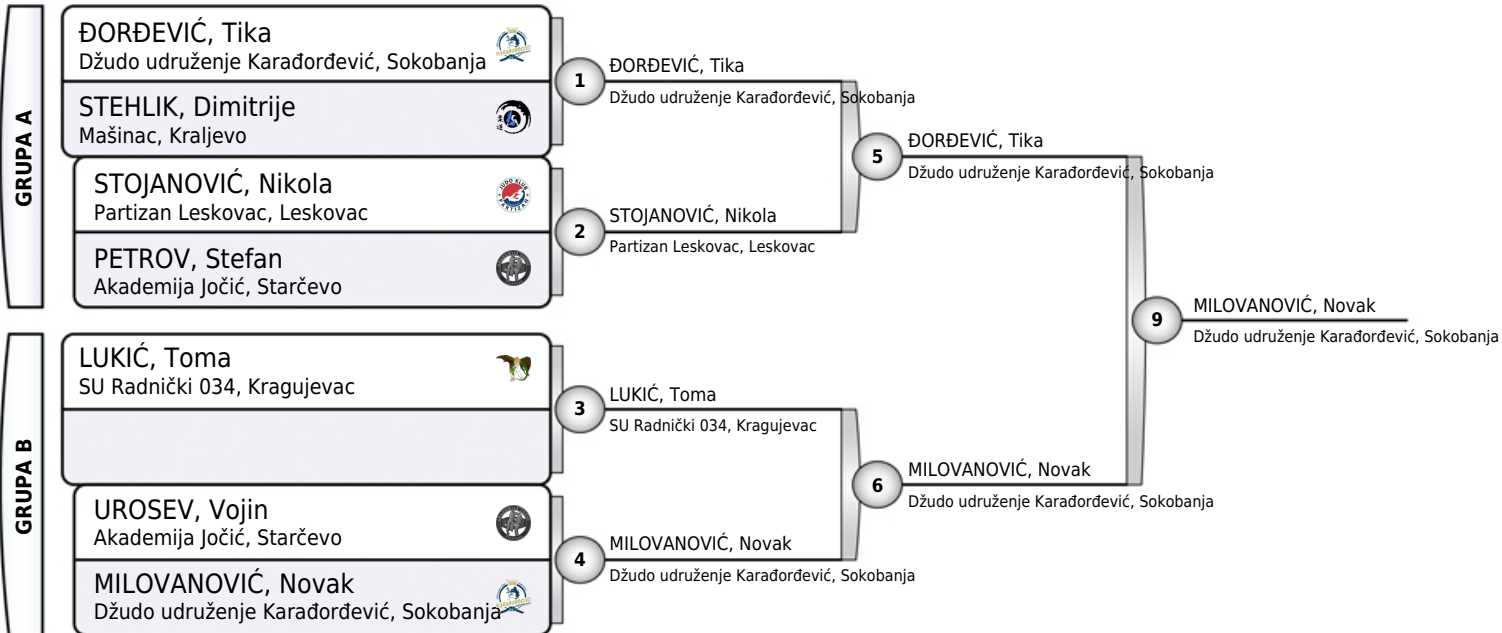 GRUPA A
ĐORĐEVIĆ, Tika
Džudo udruženje Karađorđević, Sokobanja
STEHLIK, Dimitrije
Mašinac, Kraljevo
STOJANOVIĆ, Nikola
Partizan Leskovac, Leskovac
PETROV, Stefan
Akademija Jočić, Starčevo
1
ĐORĐEVIĆ, Tika
Džudo udruženje Karađorđević, Sokobanja
2
STOJANOVIĆ, Nikola
Partizan Leskovac, Leskovac
5
ĐORĐEVIĆ, Tika
Džudo udruženje Karađorđević, Sokobanja
GRUPA B
LUKIĆ, Toma
SU Radnički 034, Kragujevac
UROSEV, Vojin
Akademija Jočić, Starčevo
MILOVANOVIĆ, Novak
Džudo udruženje Karađorđević, Sokobanja
3
LUKIĆ, Toma
SU Radnički 034, Kragujevac
4
MILOVANOVIĆ, Novak
Džudo udruženje Karađorđević, Sokobanja
6
MILOVANOVIĆ, Novak
Džudo udruženje Karađorđević, Sokobanja
9
MILOVANOVIĆ, Novak
Džudo udruženje Karađorđević, Sokobanja